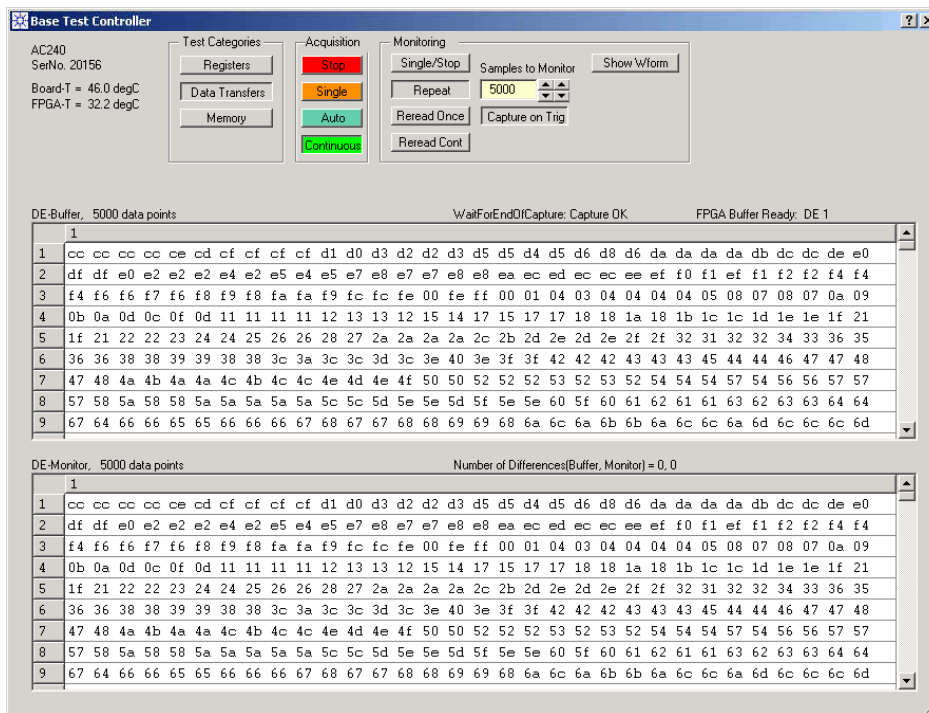 Base Test Controller
AC240
SerNo. 20156
Board-T = 46.0 degC
FPGA-T = 32.2 degC
Test Categories
Registers
Data Transfers
Memory
Acquisition
Stop
Single
Auto
Continuous
Monitoring
Single/Stop
Repeat
Reread Once
Reread Cont
Samples to Monitor
5000
Capture on Trig
Show Wform
DE-Buffer, 5000 data points WaitForEndOfCapture: Capture OK FPGA Buffer Ready: DE 1
1
1 cc cc cc cc ce cd cf cf cf cf d1 d0 d3 d2 d2 d3 d5 d5 d4 d5 d6 d8 d6 da da da da db dc dc de e0
2 df df e0 e2 e2 e2 e4 e2 e5 e4 e5 e7 e8 e7 e7 e8 e8 ea ec ed ec ec ee ef f0 f1 ef f1 f2 f2 f4 f4
3 f4 f6 f6 f7 f6 f8 f9 f8 fa fa f9 fc fc fe 00 fe ff 00 01 04 03 04 04 04 04 05 08 07 08 07 0a 09
4 0b 0a 0d 0c 0f 0d 11 11 11 11 12 13 13 12 15 14 17 15 17 17 18 18 1a 18 1b 1c 1c 1d 1e 1e 1f 21
5 1f 21 22 22 23 24 24 25 26 26 28 27 2a 2a 2a 2a 2c 2b 2d 2e 2d 2e 2f 2f 32 31 32 32 34 33 36 35
6 36 36 38 38 39 39 38 38 3c 3a 3c 3c 3d 3c 3e 40 3e 3f 3f 42 42 42 43 43 43 45 44 44 46 47 47 48
7 47 48 4a 4b 4a 4a 4c 4b 4c 4c 4e 4d 4e 4f 50 50 52 52 52 53 52 53 52 54 54 54 57 54 56 56 57 57
8 57 58 5a 58 58 5a 5a 5a 5a 5c 5c 5d 5e 5e 5d 5f 5e 5e 60 5f 60 61 62 61 61 63 62 63 63 64 64
9 67 64 66 66 65 65 66 66 66 67 68 67 67 68 68 69 69 68 6a 6c 6a 6b 6b 6a 6c 6c 6a 6d 6c 6c 6c 6d
DE-Monitor, 5000 data points Number of Differences(Buffer, Monitor) = 0, 0
1
1 cc cc cc cc ce cd cf cf cf cf d1 d0 d3 d2 d2 d3 d5 d5 d4 d5 d6 d8 d6 da da da da db dc dc de e0
2 df df e0 e2 e2 e2 e4 e2 e5 e4 e5 e7 e8 e7 e7 e8 e8 ea ec ed ec ec ee ef f0 f1 ef f1 f2 f2 f4 f4
3 f4 f6 f6 f7 f6 f8 f9 f8 fa fa f9 fc fc fe 00 fe ff 00 01 04 03 04 04 04 04 05 08 07 08 07 0a 09
4 0b 0a 0d 0c 0f 0d 11 11 11 11 12 13 13 12 15 14 17 15 17 17 18 18 1a 18 1b 1c 1c 1d 1e 1e 1f 21
5 1f 21 22 22 23 24 24 25 26 26 28 27 2a 2a 2a 2a 2c 2b 2d 2e 2d 2e 2f 2f 32 31 32 32 34 33 36 35
6 36 36 38 38 39 39 38 38 3c 3a 3c 3c 3d 3c 3e 40 3e 3f 3f 42 42 42 43 43 43 45 44 44 46 47 47 48
7 47 48 4a 4b 4a 4a 4c 4b 4c 4c 4e 4d 4e 4f 50 50 52 52 52 53 52 53 52 54 54 54 57 54 56 56 57 57
8 57 58 5a 58 58 5a 5a 5a 5a 5c 5c 5d 5e 5e 5d 5f 5e 5e 60 5f 60 61 62 61 61 63 62 63 63 64 64
9 67 64 66 66 65 65 66 66 66 67 68 67 67 68 68 69 69 68 6a 6c 6a 6b 6b 6a 6c 6c 6a 6d 6c 6c 6c 6d